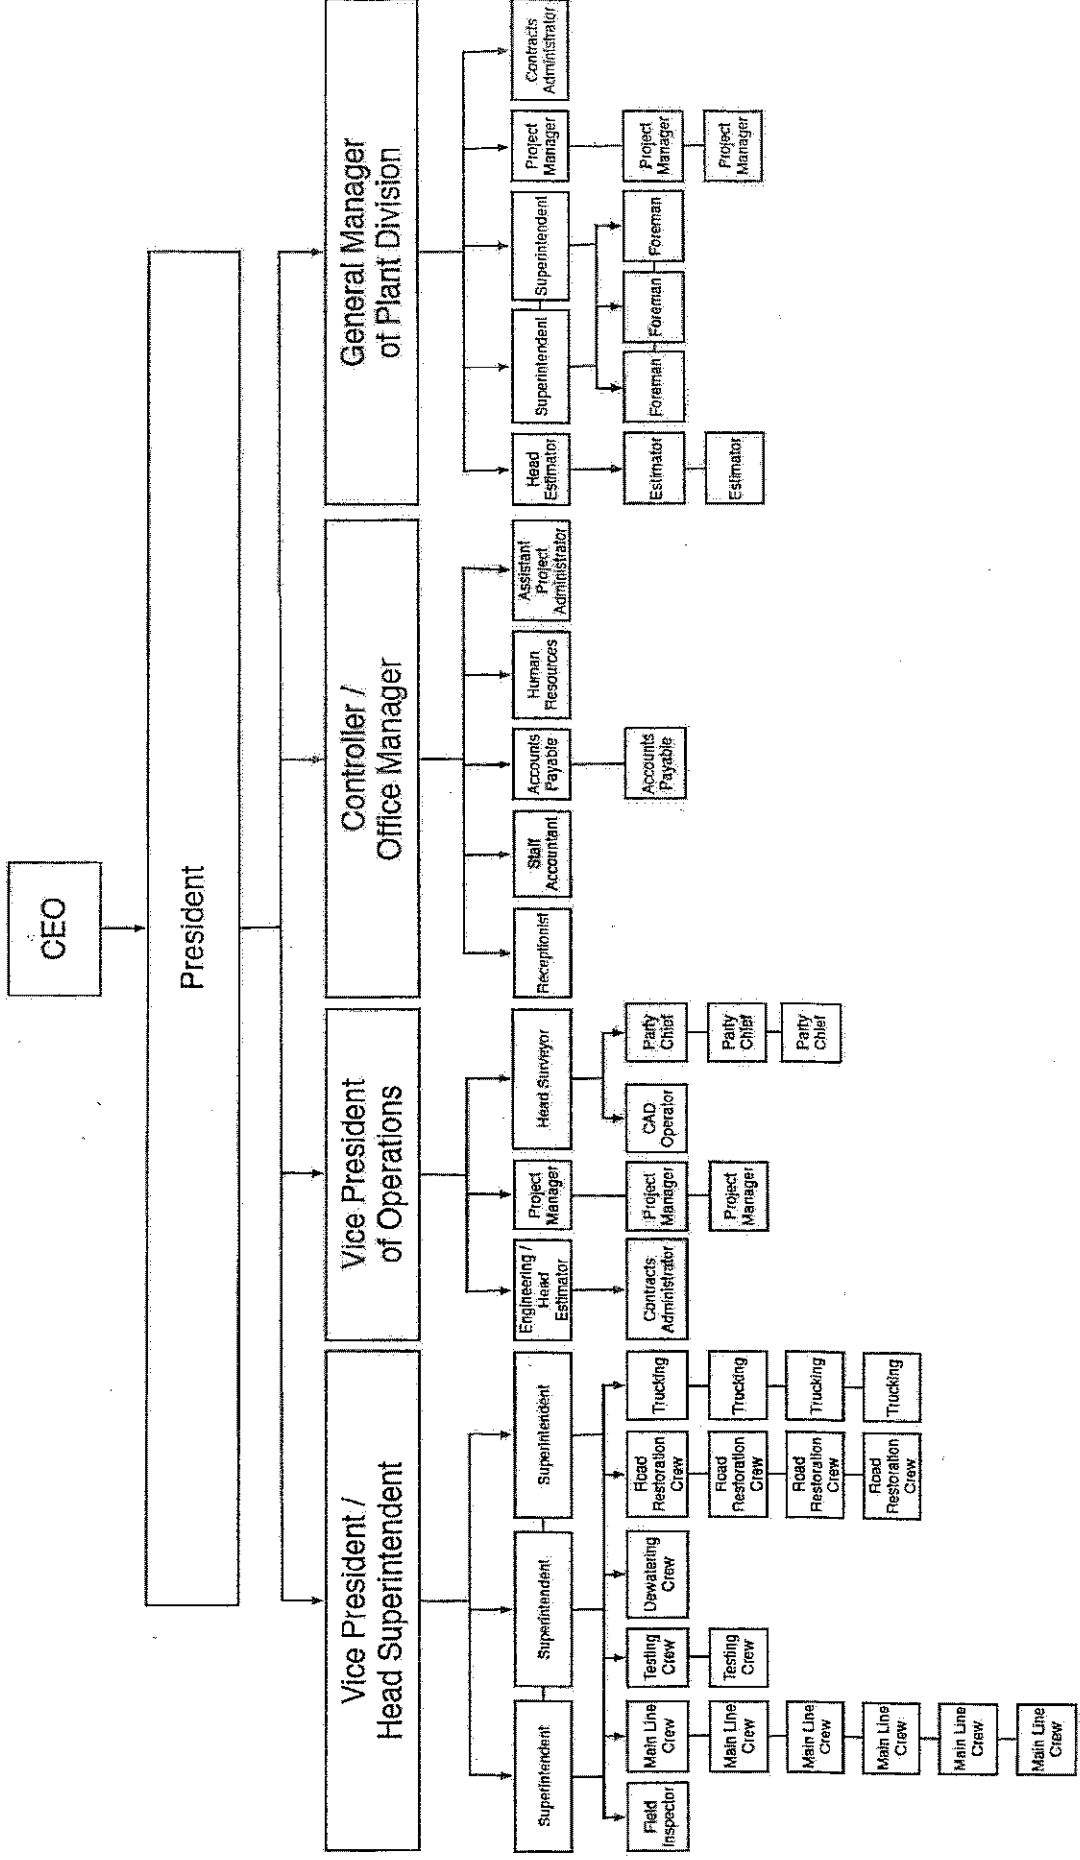 CEO
President
Vice President /
Head Superintendent
Vice President
of Operations
Controller /
Office Manager
General Manager
of Plant Division
Superintendent
Superintendent
Superintendent
Engineering /
Head
Estimator
Project
Manager
Head Surveyor
Receptionist
Staff
Accountant
Accounts
Payable
Human
Resources
Assistant
Project
Administrator
Head
Estimator
Superintendent
Superintendent
Project
Manager
Contracts
Administrator
Field
Inspector
Main Line
Crew
Testing
Crew
Dewatering
Crew
Road
Restoration
Crew
Trucking
Contracts
Administrator
Project
Manager
CAD
Operator
Party
Chief
Accounts
Payable
Estimator
Foreman
Foreman
Foreman
Project
Manager
Main Line
Crew
Testing
Crew
Road
Restoration
Crew
Trucking
Project
Manager
Party
Chief
Estimator
Project
Manager
Main Line
Crew
Road
Restoration
Crew
Trucking
Party
Chief
Main Line
Crew
Road
Restoration
Crew
Trucking
Main Line
Crew
Main Line
Crew